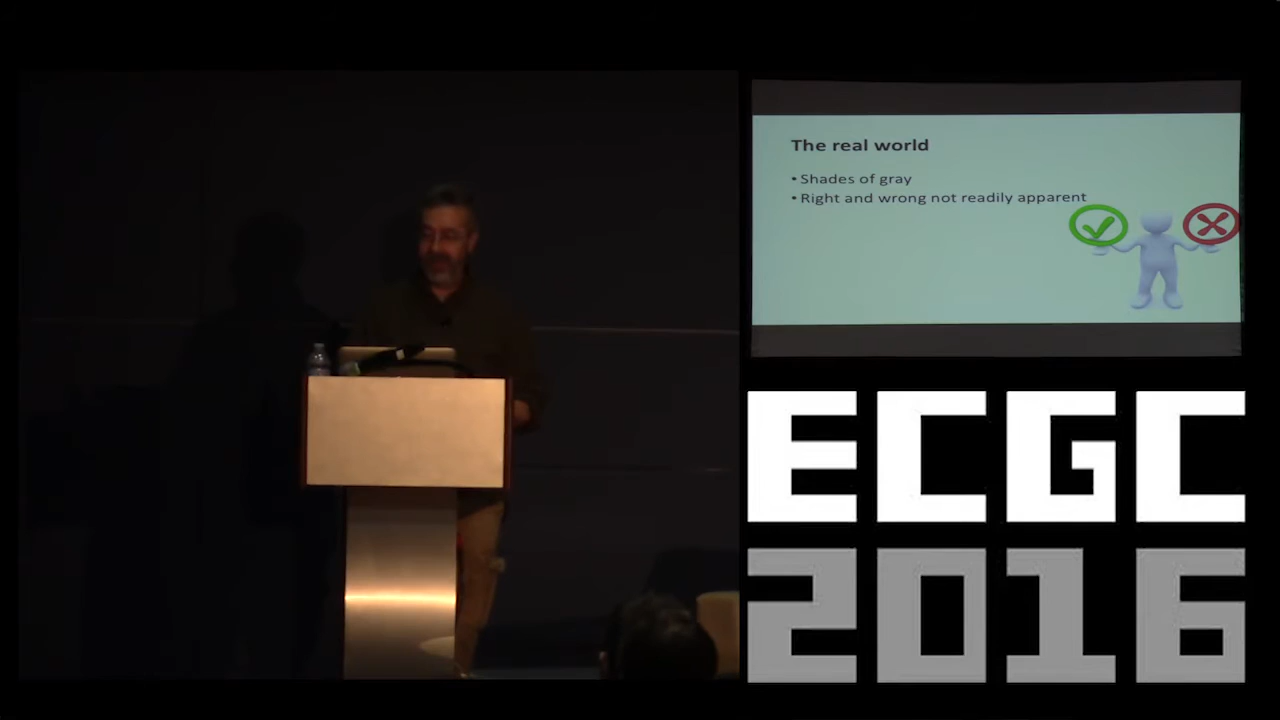 The real world
• Shades of gray
• Right and wrong not readily apparent
ECGC
2016